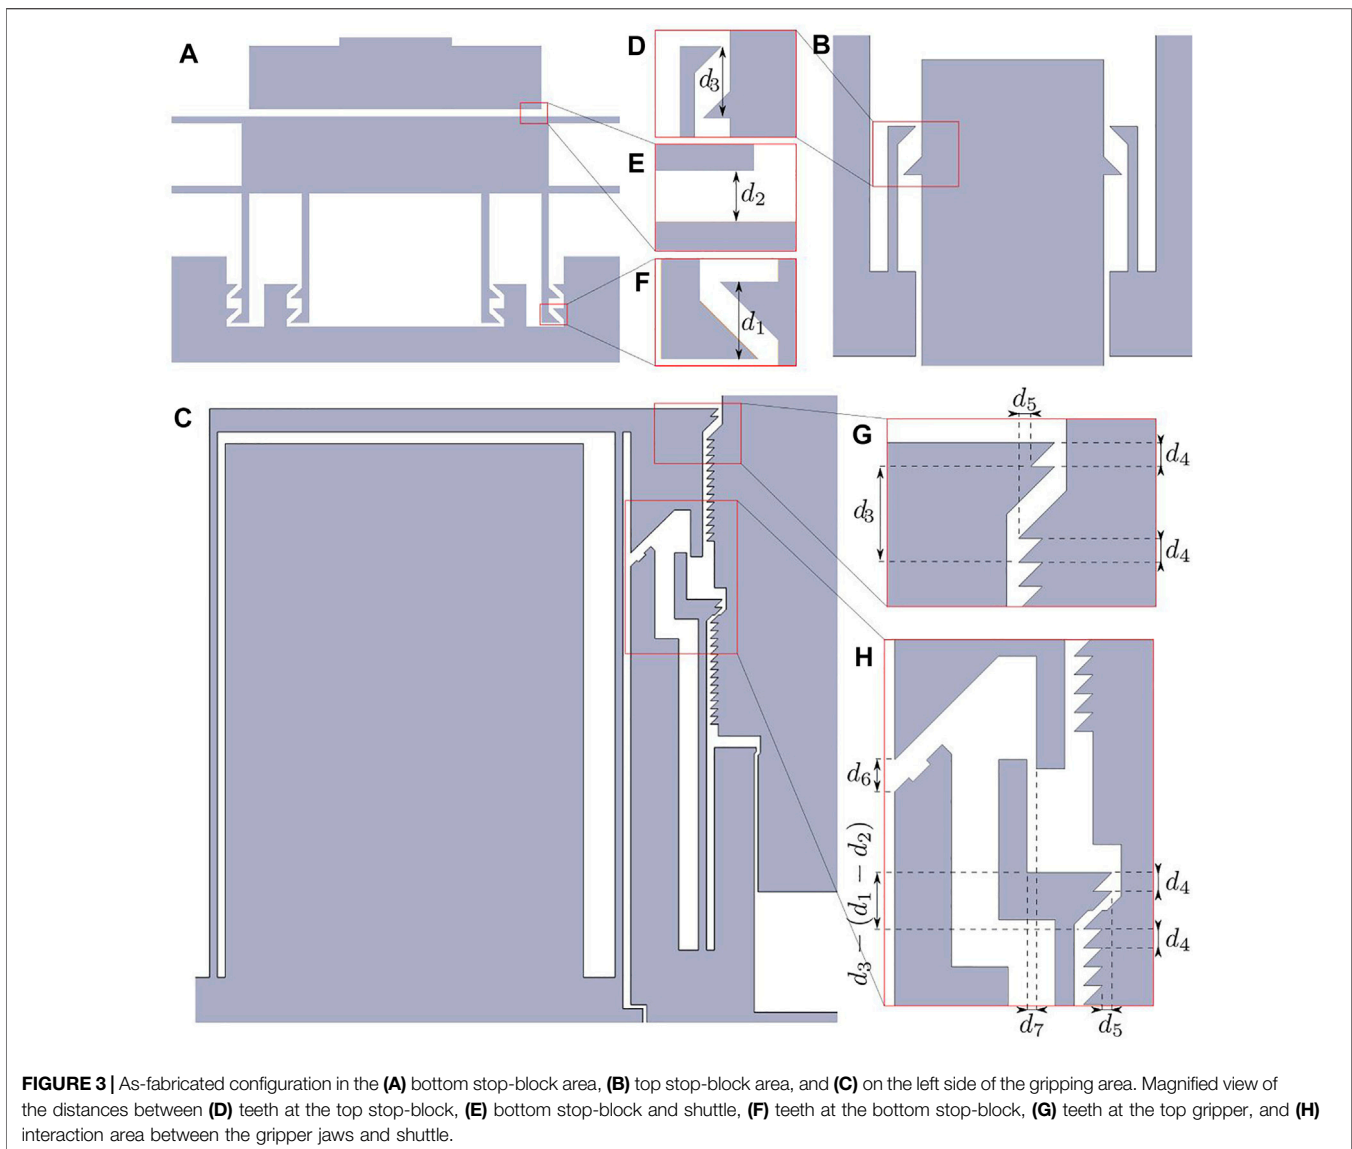 A
D
d3
B
E
d2
F
d1
C
d5
G
d4
d3
d4
H
d6
d3 − (d1 − d2)
d4
d4
d7
d5
FIGURE 3 | As-fabricated configuration in the (A) bottom stop-block area, (B) top stop-block area, and (C) on the left side of the gripping area. Magnified view of
the distances between (D) teeth at the top stop-block, (E) bottom stop-block and shuttle, (F) teeth at the bottom stop-block, (G) teeth at the top gripper, and (H)
interaction area between the gripper jaws and shuttle.